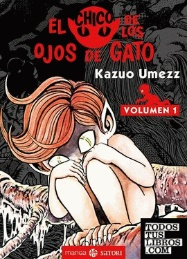 EL CHICO DE LOS
OJOS DE GATO
Kazuo Umezz
VOLUMEN 1
manga SATORI
TODOS TUS
LIBROS
.COM